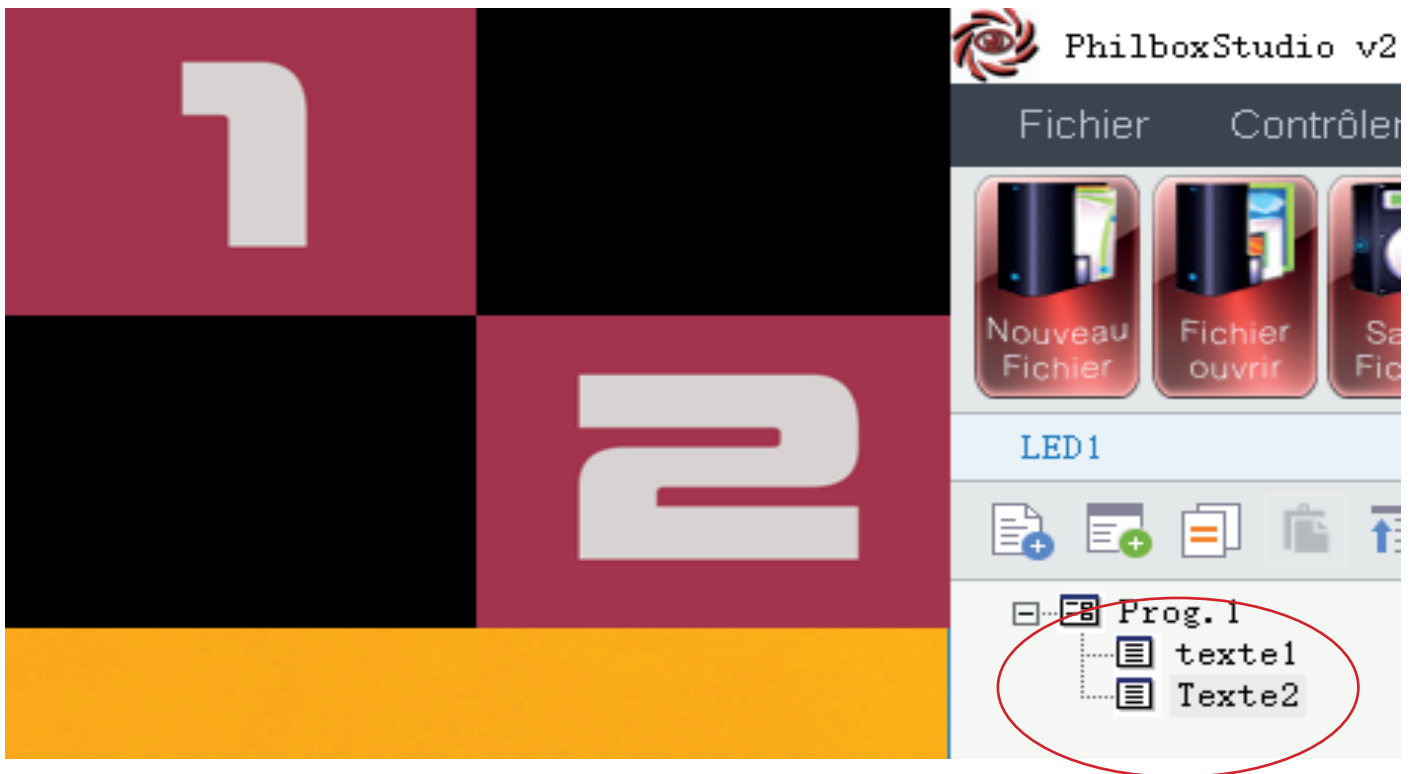 1
2
PhilboxStudio v2
Fichier Contrôler
Nouveau Fichier
Fichier ouvrir
LED1
Prog.1
texte1
Texte2